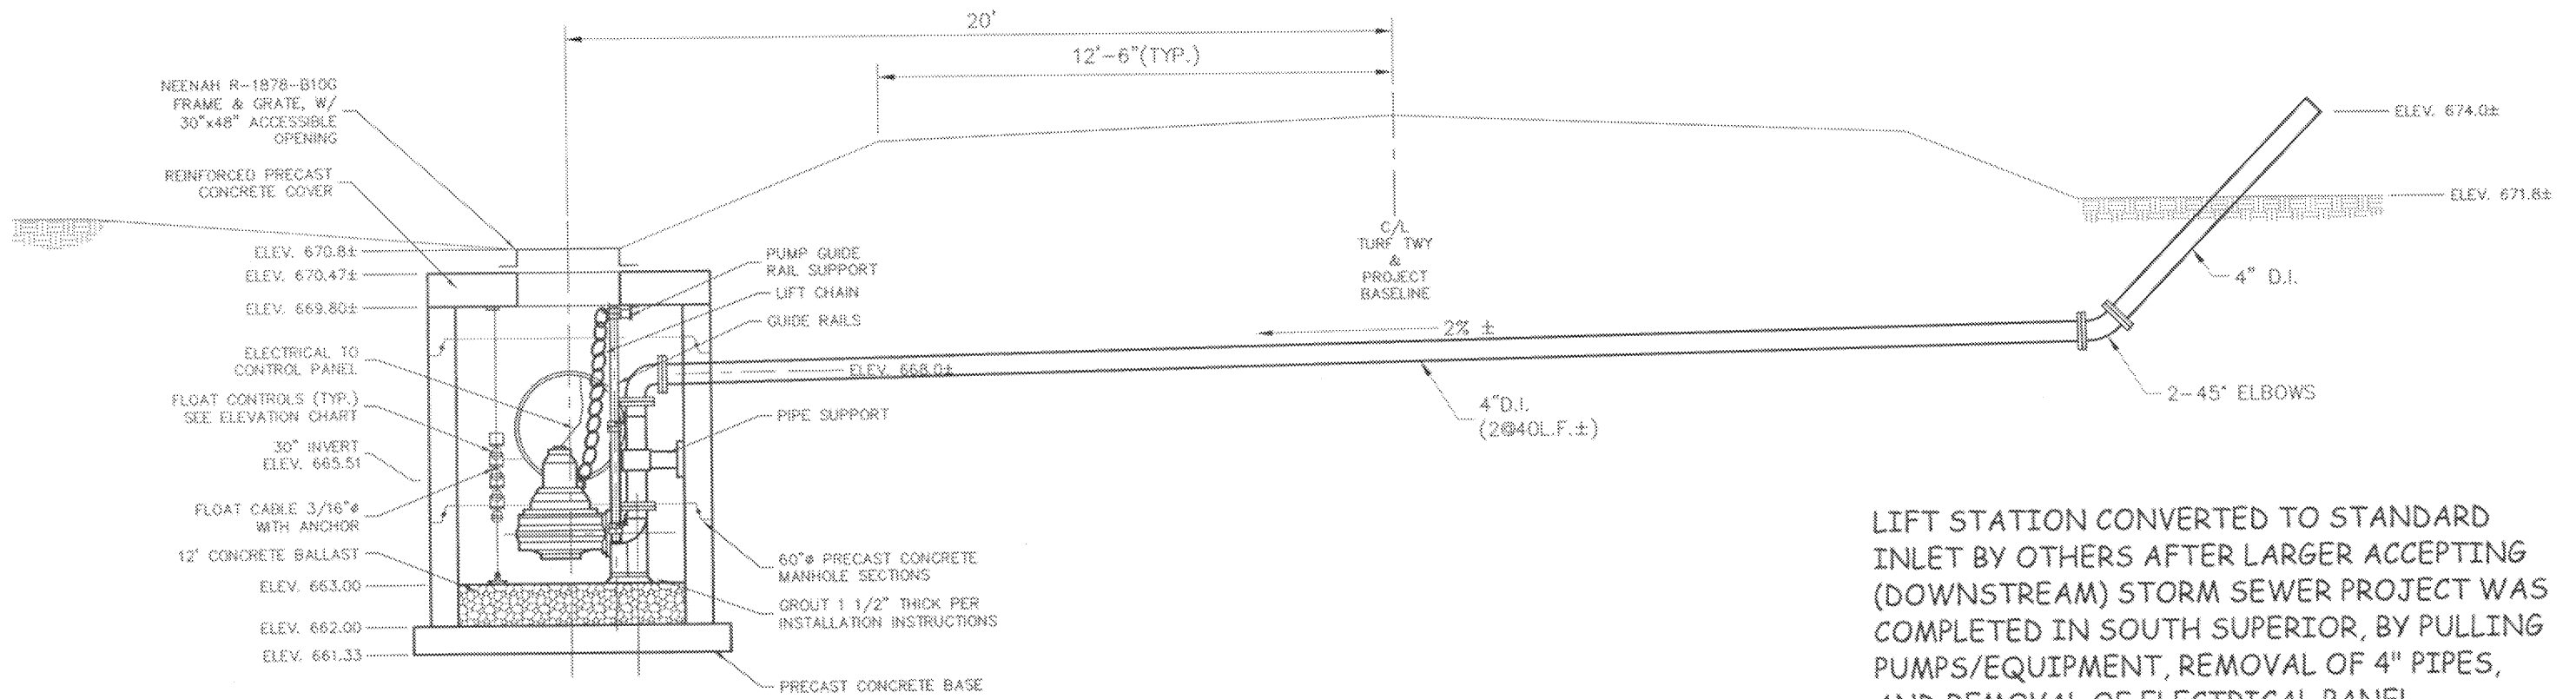 20'
12'-6"(TYP.)
NEENAH R-1878-B10G
FRAME & GRATE, W/
30"x48" ACCESSIBLE
OPENING
REINFORCED PRECAST
CONCRETE COVER
ELEV. 670.8±
ELEV. 670.47±
ELEV. 669.80±
ELECTRICAL TO
CONTROL PANEL
FLOAT CONTROLS (TYP.)
SEE ELEVATION CHART
30" INVERT
ELEV. 665.51
FLOAT CABLE 3/16"ø
WITH ANCHOR
12' CONCRETE BALLAST
ELEV. 663.00
ELEV. 662.00
ELEV. 661.33
PUMP GUIDE
RAIL SUPPORT
LIFT CHAIN
GUIDE RAILS
ELEV. 668.0±
PIPE SUPPORT
60"ø PRECAST CONCRETE
MANHOLE SECTIONS
GROUT 1 1/2" THICK PER
INSTALLATION INSTRUCTIONS
PRECAST CONCRETE BASE
C/L
TURF TWY
&
PROJECT
BASELINE
2% ±
4"D.I.
(2@40L.F.±)
ELEV. 674.0±
ELEV. 671.8±
4" D.I.
2-45° ELBOWS
LIFT STATION CONVERTED TO STANDARD
INLET BY OTHERS AFTER LARGER ACCEPTING
(DOWNSTREAM) STORM SEWER PROJECT WAS
COMPLETED IN SOUTH SUPERIOR, BY PULLING
PUMPS/EQUIPMENT, REMOVAL OF 4" PIPES,
AND REMOVAL OF ELECTRICAL PANEL